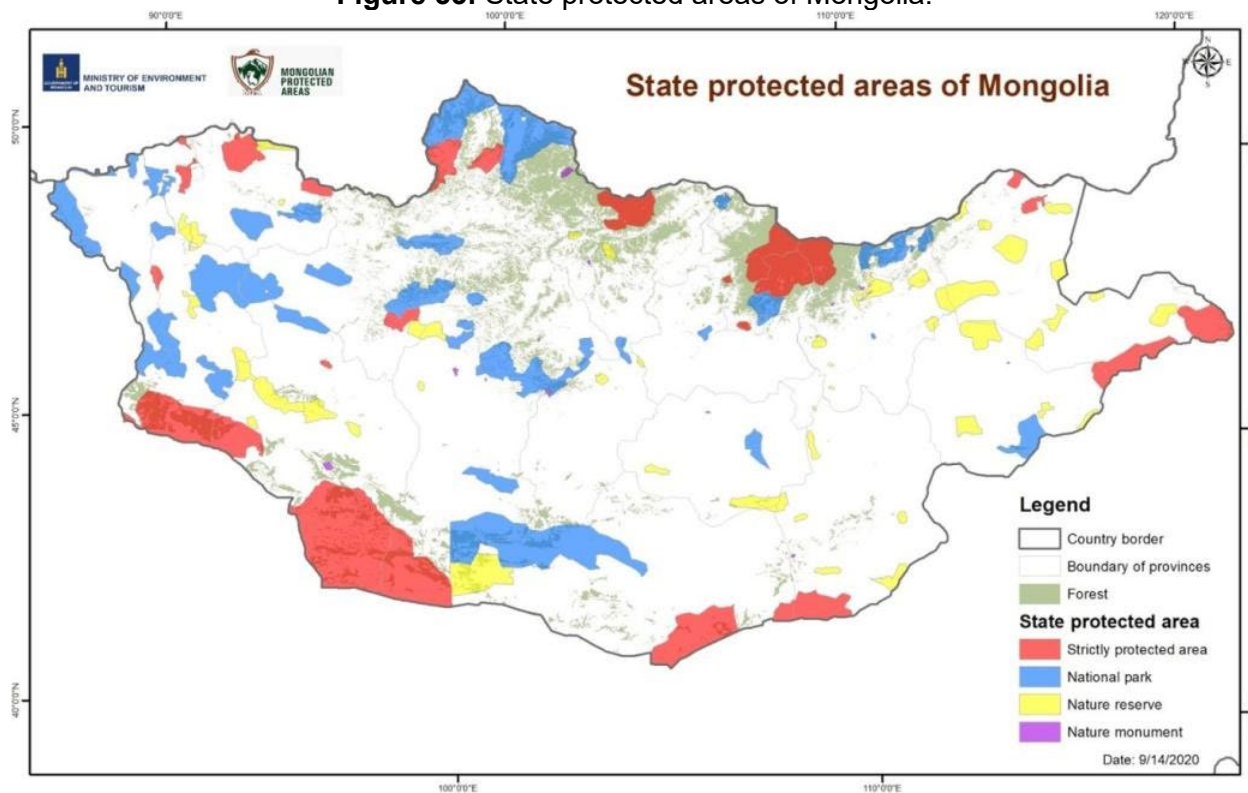 Figure 35. State protected areas of Mongolia.
90°0'0"E
100°0'0"E
110°0'0"E
120°0'0"E
MINISTRY OF ENVIRONMENT
AND TOURISM
MONGOLIAN
PROTECTED
AREAS
State protected areas of Mongolia
N
E
S
50°0'0"N
45°0'0"N
40°0'0"N
Legend
Country border
Boundary of provinces
Forest
State protected area
Strictly protected area
National park
Nature reserve
Nature monument
Date: 9/14/2020
100°0'0"E
110°0'0"E